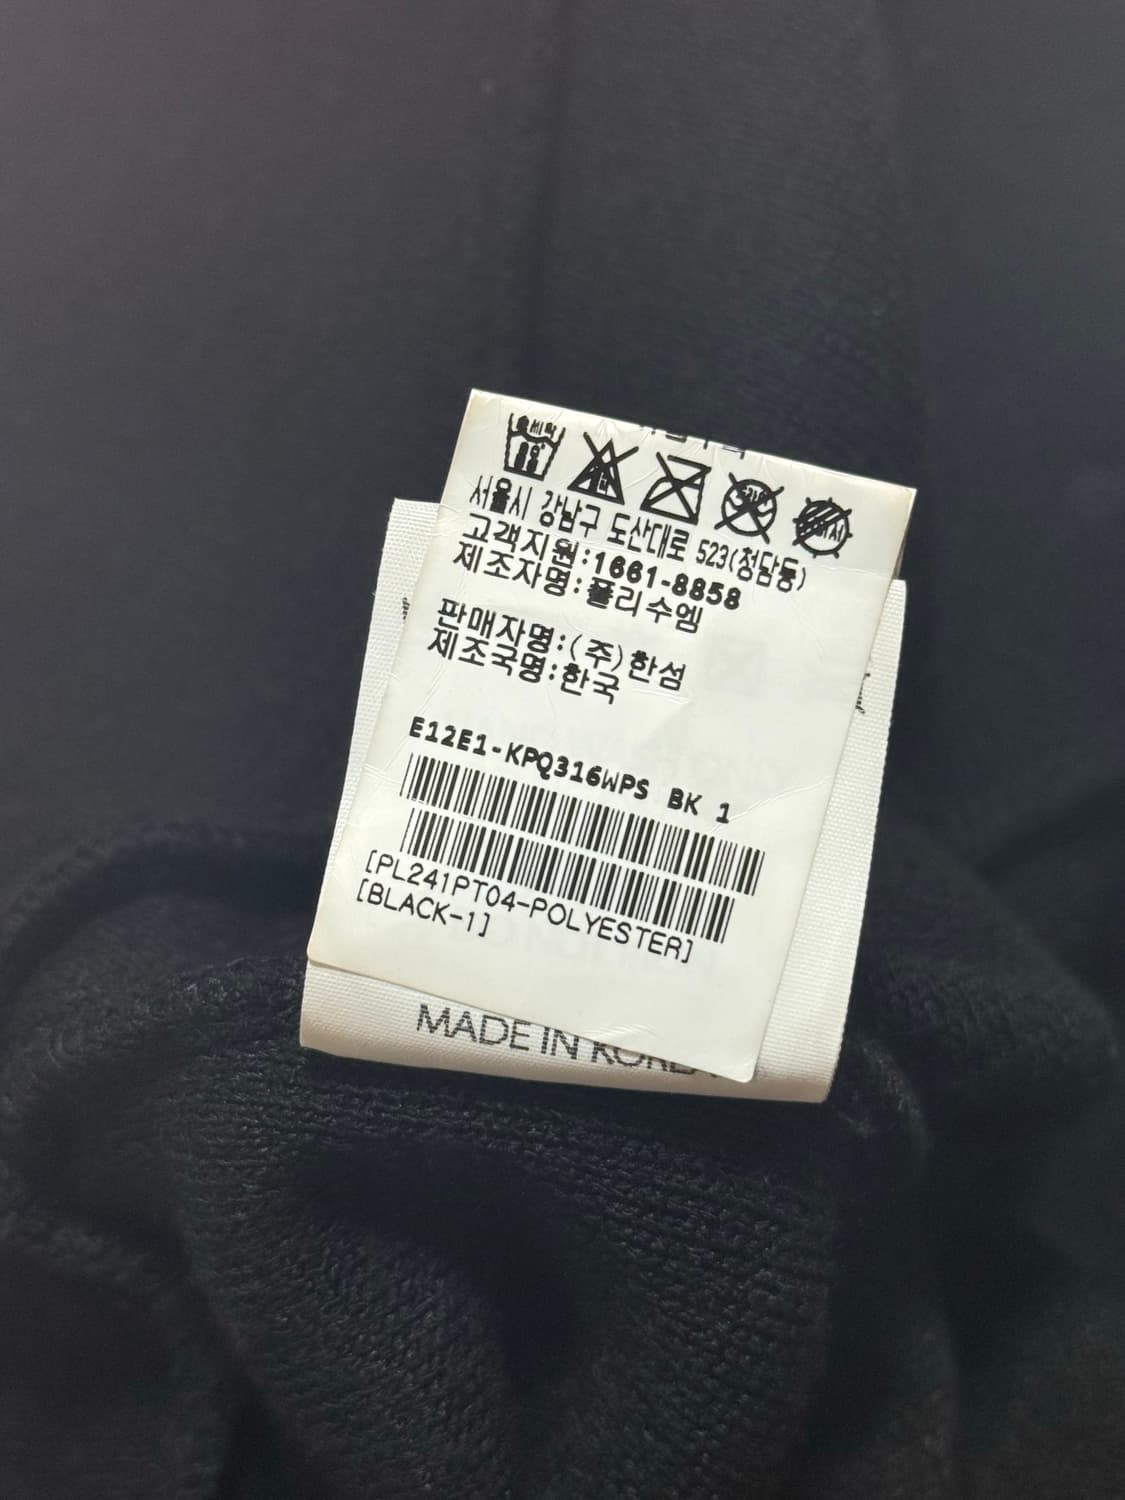 서울시 강남구 도산대로 523(청담동)
고객지원:1661-8858
제조자명:플리수엠
판매자명:(주)한섬
제조국명:한국
E12E1-KPQ316WPS BK 1
[PL241PT04-POLYESTER]
[BLACK-1]
MADE IN KOREA